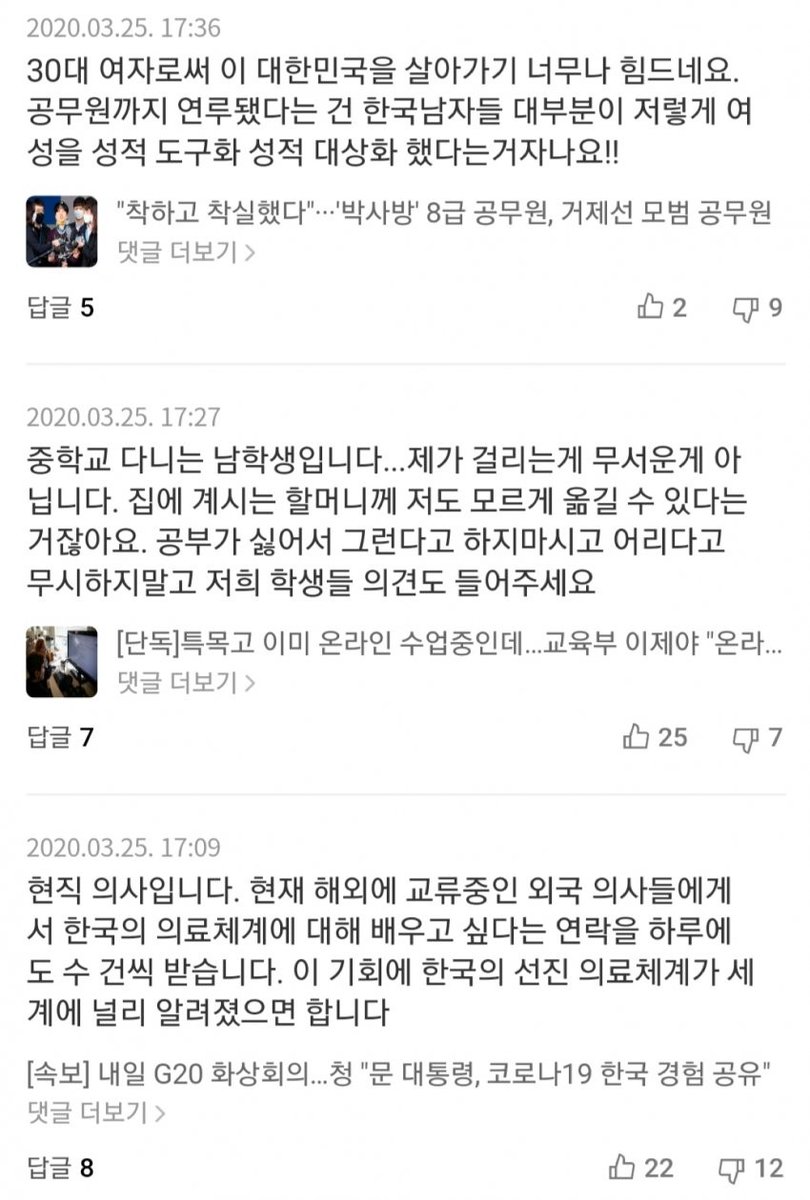 2020.03.25. 17:36
30대 여자로써 이 대한민국을 살아가기 너무나 힘드네요.
공무원까지 연루됐다는 건 한국남자들 대부분이 저렇게 여
성을 성적 도구화 성적 대상화 했다는거자나요!!
"착하고 착실했다"…'박사방' 8급 공무원, 거제선 모범 공무원
댓글 더보기 >
답글 5
2
9
2020.03.25. 17:27
중학교 다니는 남학생입니다...제가 걸리는게 무서운게 아
닙니다. 집에 계시는 할머니께 저도 모르게 옮길 수 있다는
거잖아요. 공부가 싫어서 그런다고 하지마시고 어리다고
무시하지말고 저희 학생들 의견도 들어주세요
[단독]특목고 이미 온라인 수업중인데…교육부 이제야 "온라...
댓글 더보기 >
답글 7
25
7
2020.03.25. 17:09
현직 의사입니다. 현재 해외에 교류중인 외국 의사들에게
서 한국의 의료체계에 대해 배우고 싶다는 연락을 하루에
도 수 건씩 받습니다. 이 기회에 한국의 선진 의료체계가 세
계에 널리 알려졌으면 합니다
[속보] 내일 G20 화상회의…청 "문 대통령, 코로나19 한국 경험 공유"
댓글 더보기 >
답글 8
22
12